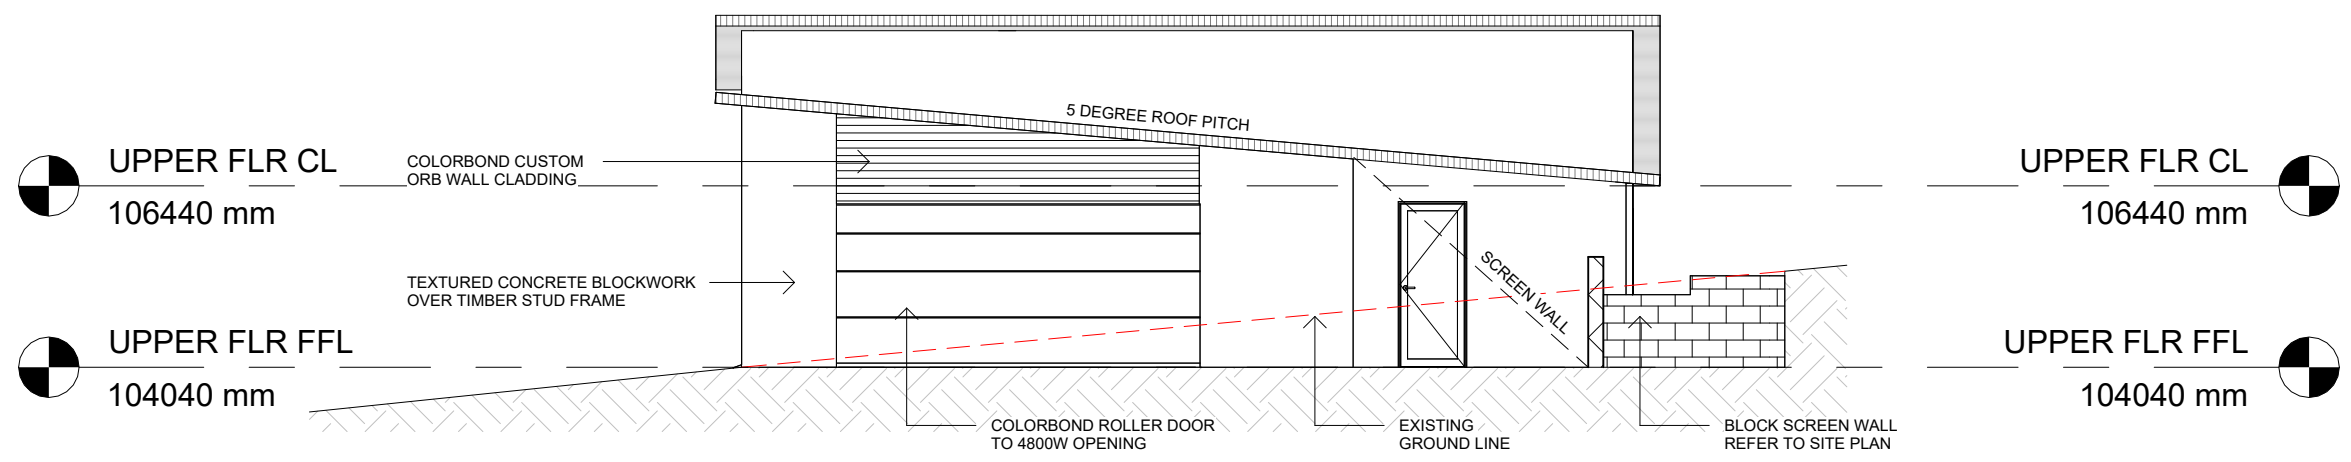 5 DEGREE ROOF PITCH
UPPER FLR CL
106440 mm
COLORBOND CUSTOM
ORB WALL CLADDING
UPPER FLR CL
106440 mm
TEXTURED CONCRETE BLOCKWORK
OVER TIMBER STUD FRAME
SCREEN WALL
UPPER FLR FFL
104040 mm
UPPER FLR FFL
104040 mm
COLORBOND ROLLER DOOR
TO 4800W OPENING
EXISTING
GROUND LINE
BLOCK SCREEN WALL
REFER TO SITE PLAN